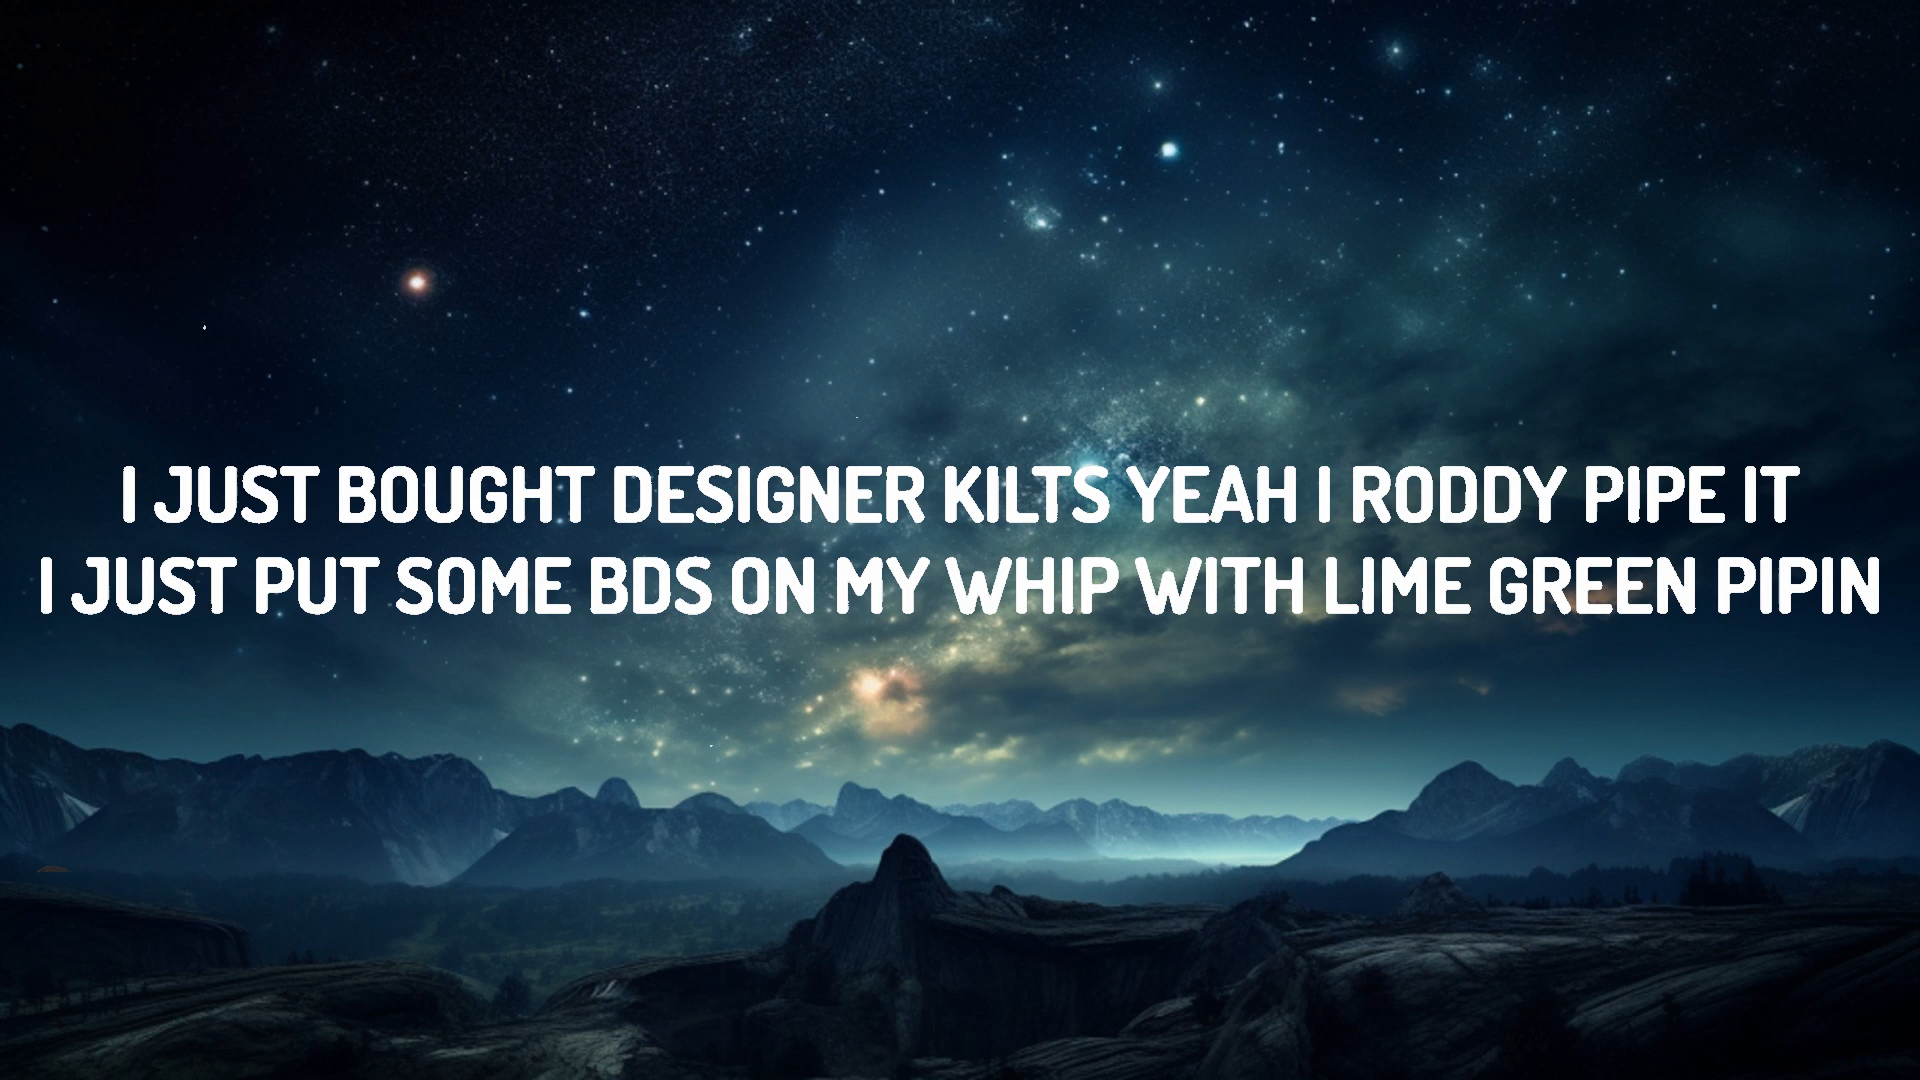 I JUST BOUGHT DESIGNER KILTS YEAH I RODDY PIPE IT
I JUST PUT SOME BDS ON MY WHIP WITH LIME GREEN PIPIN